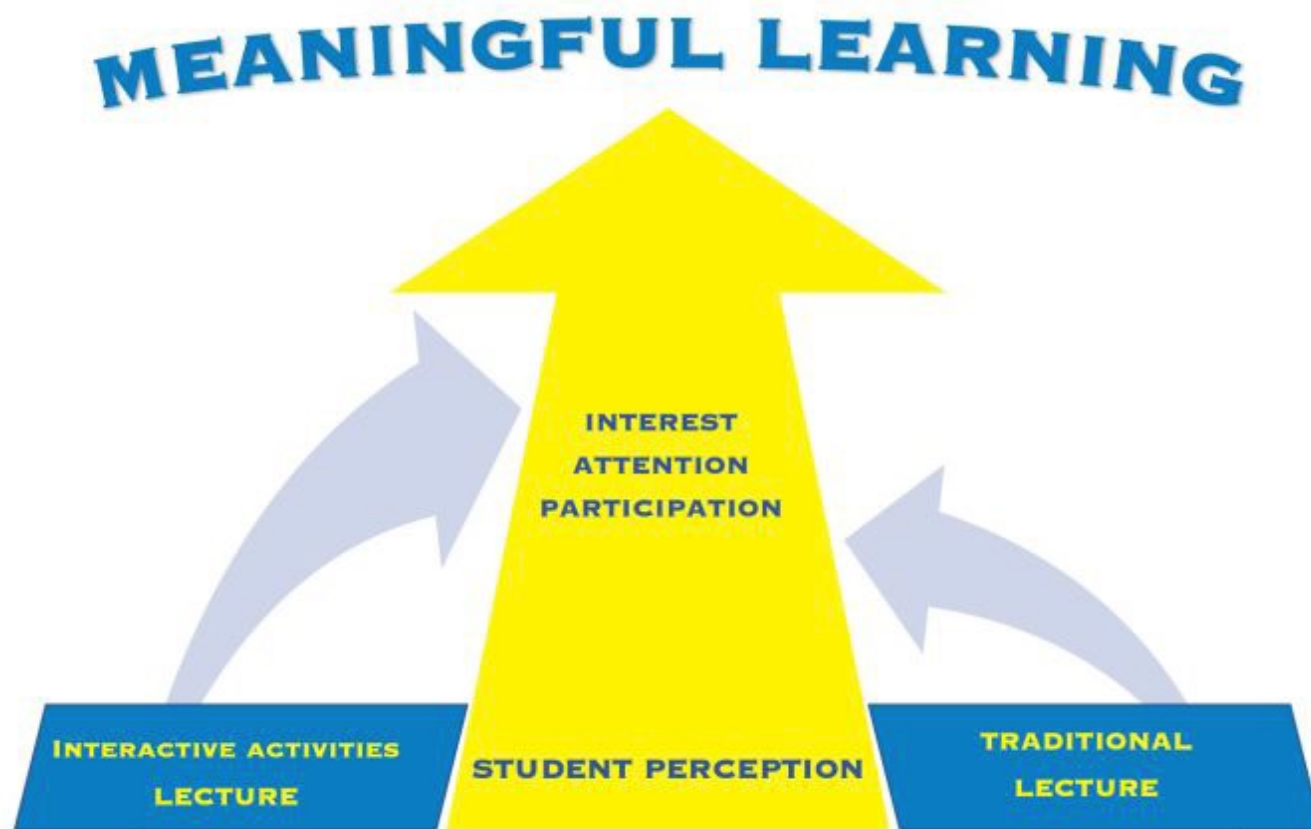 MEANINGFUL LEARNING
INTEREST
ATTENTION
PARTICIPATION
INTERACTIVE ACTIVITIES
LECTURE
STUDENT PERCEPTION
TRADITIONAL
LECTURE